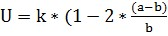 U = k * (1 − 2 * (a−b)/b